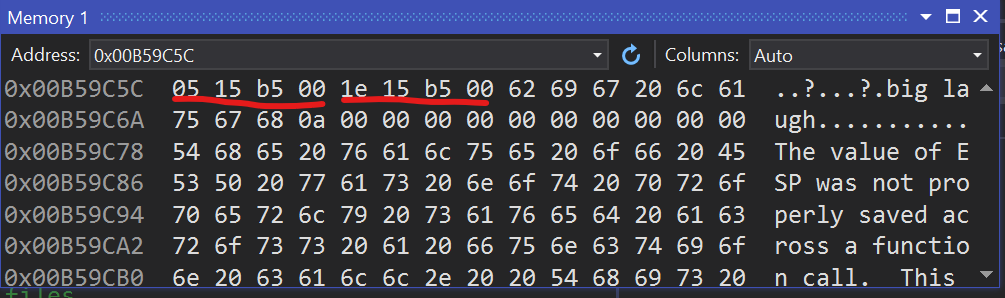 Memory 1
Address: 0x00B59C5C Columns: Auto
0x00B59C5C 05 15 b5 00 1e 15 b5 00 62 69 67 20 6c 61 ..?...?.big la
0x00B59C6A 75 67 68 0a 00 00 00 00 00 00 00 00 00 00 ugh...........
0x00B59C78 54 68 65 20 76 61 6c 75 65 20 6f 66 20 45 The value of E
0x00B59C86 53 50 20 77 61 73 20 6e 6f 74 20 70 72 6f SP was not pro
0x00B59C94 70 65 72 6c 79 20 73 61 76 65 64 20 61 63 perly saved ac
0x00B59CA2 72 6f 73 73 20 61 20 66 75 6e 63 74 69 6f ross a functio
0x00B59CB0 6e 20 63 61 6c 6c 2e 20 20 54 68 69 73 20 n call.  This